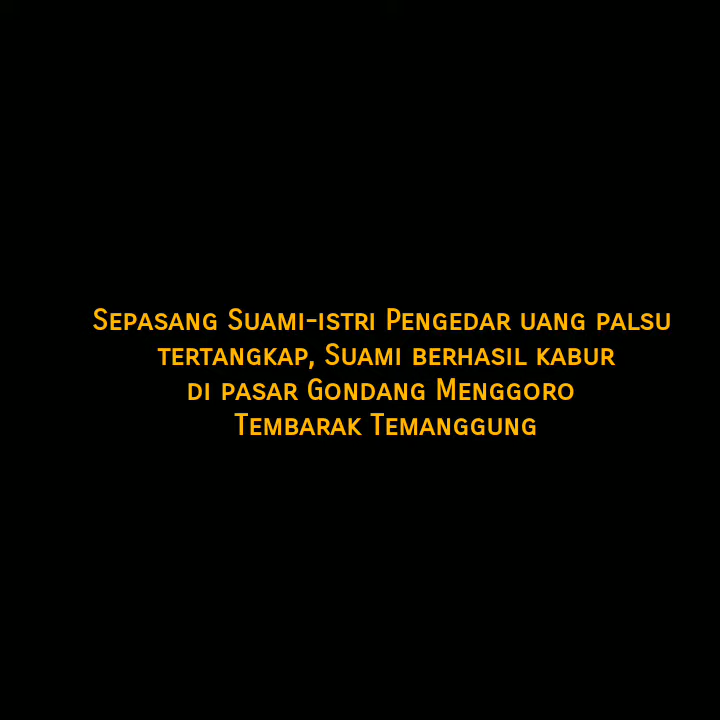 Sepasang Suami-istri Pengedar uang palsu
tertangkap, Suami berhasil kabur
di pasar Gondang Menggoro
Tembarak Temanggung